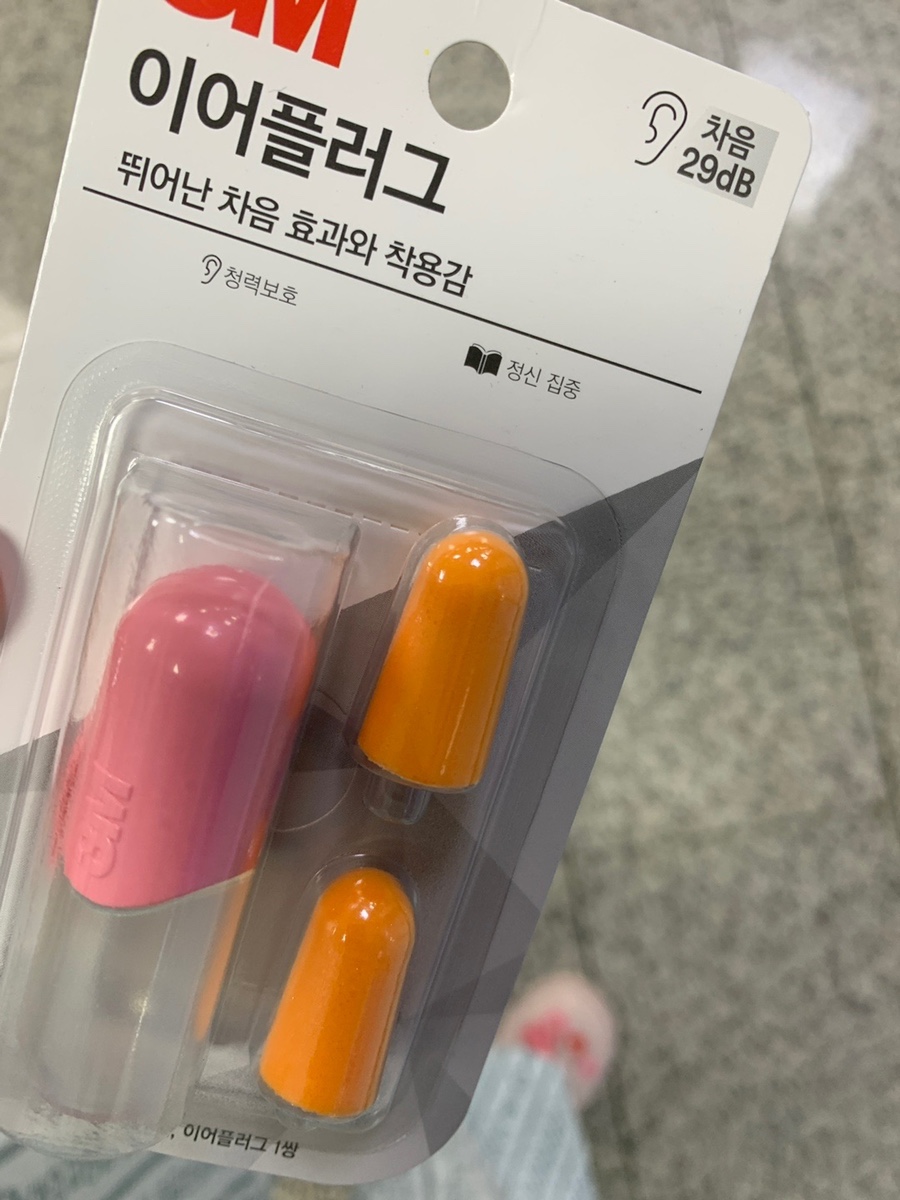 3M
이어플러그
차음
29dB
뛰어난 차음 효과와 착용감
청력보호
정신 집중
3M
, 이어플러그 1쌍